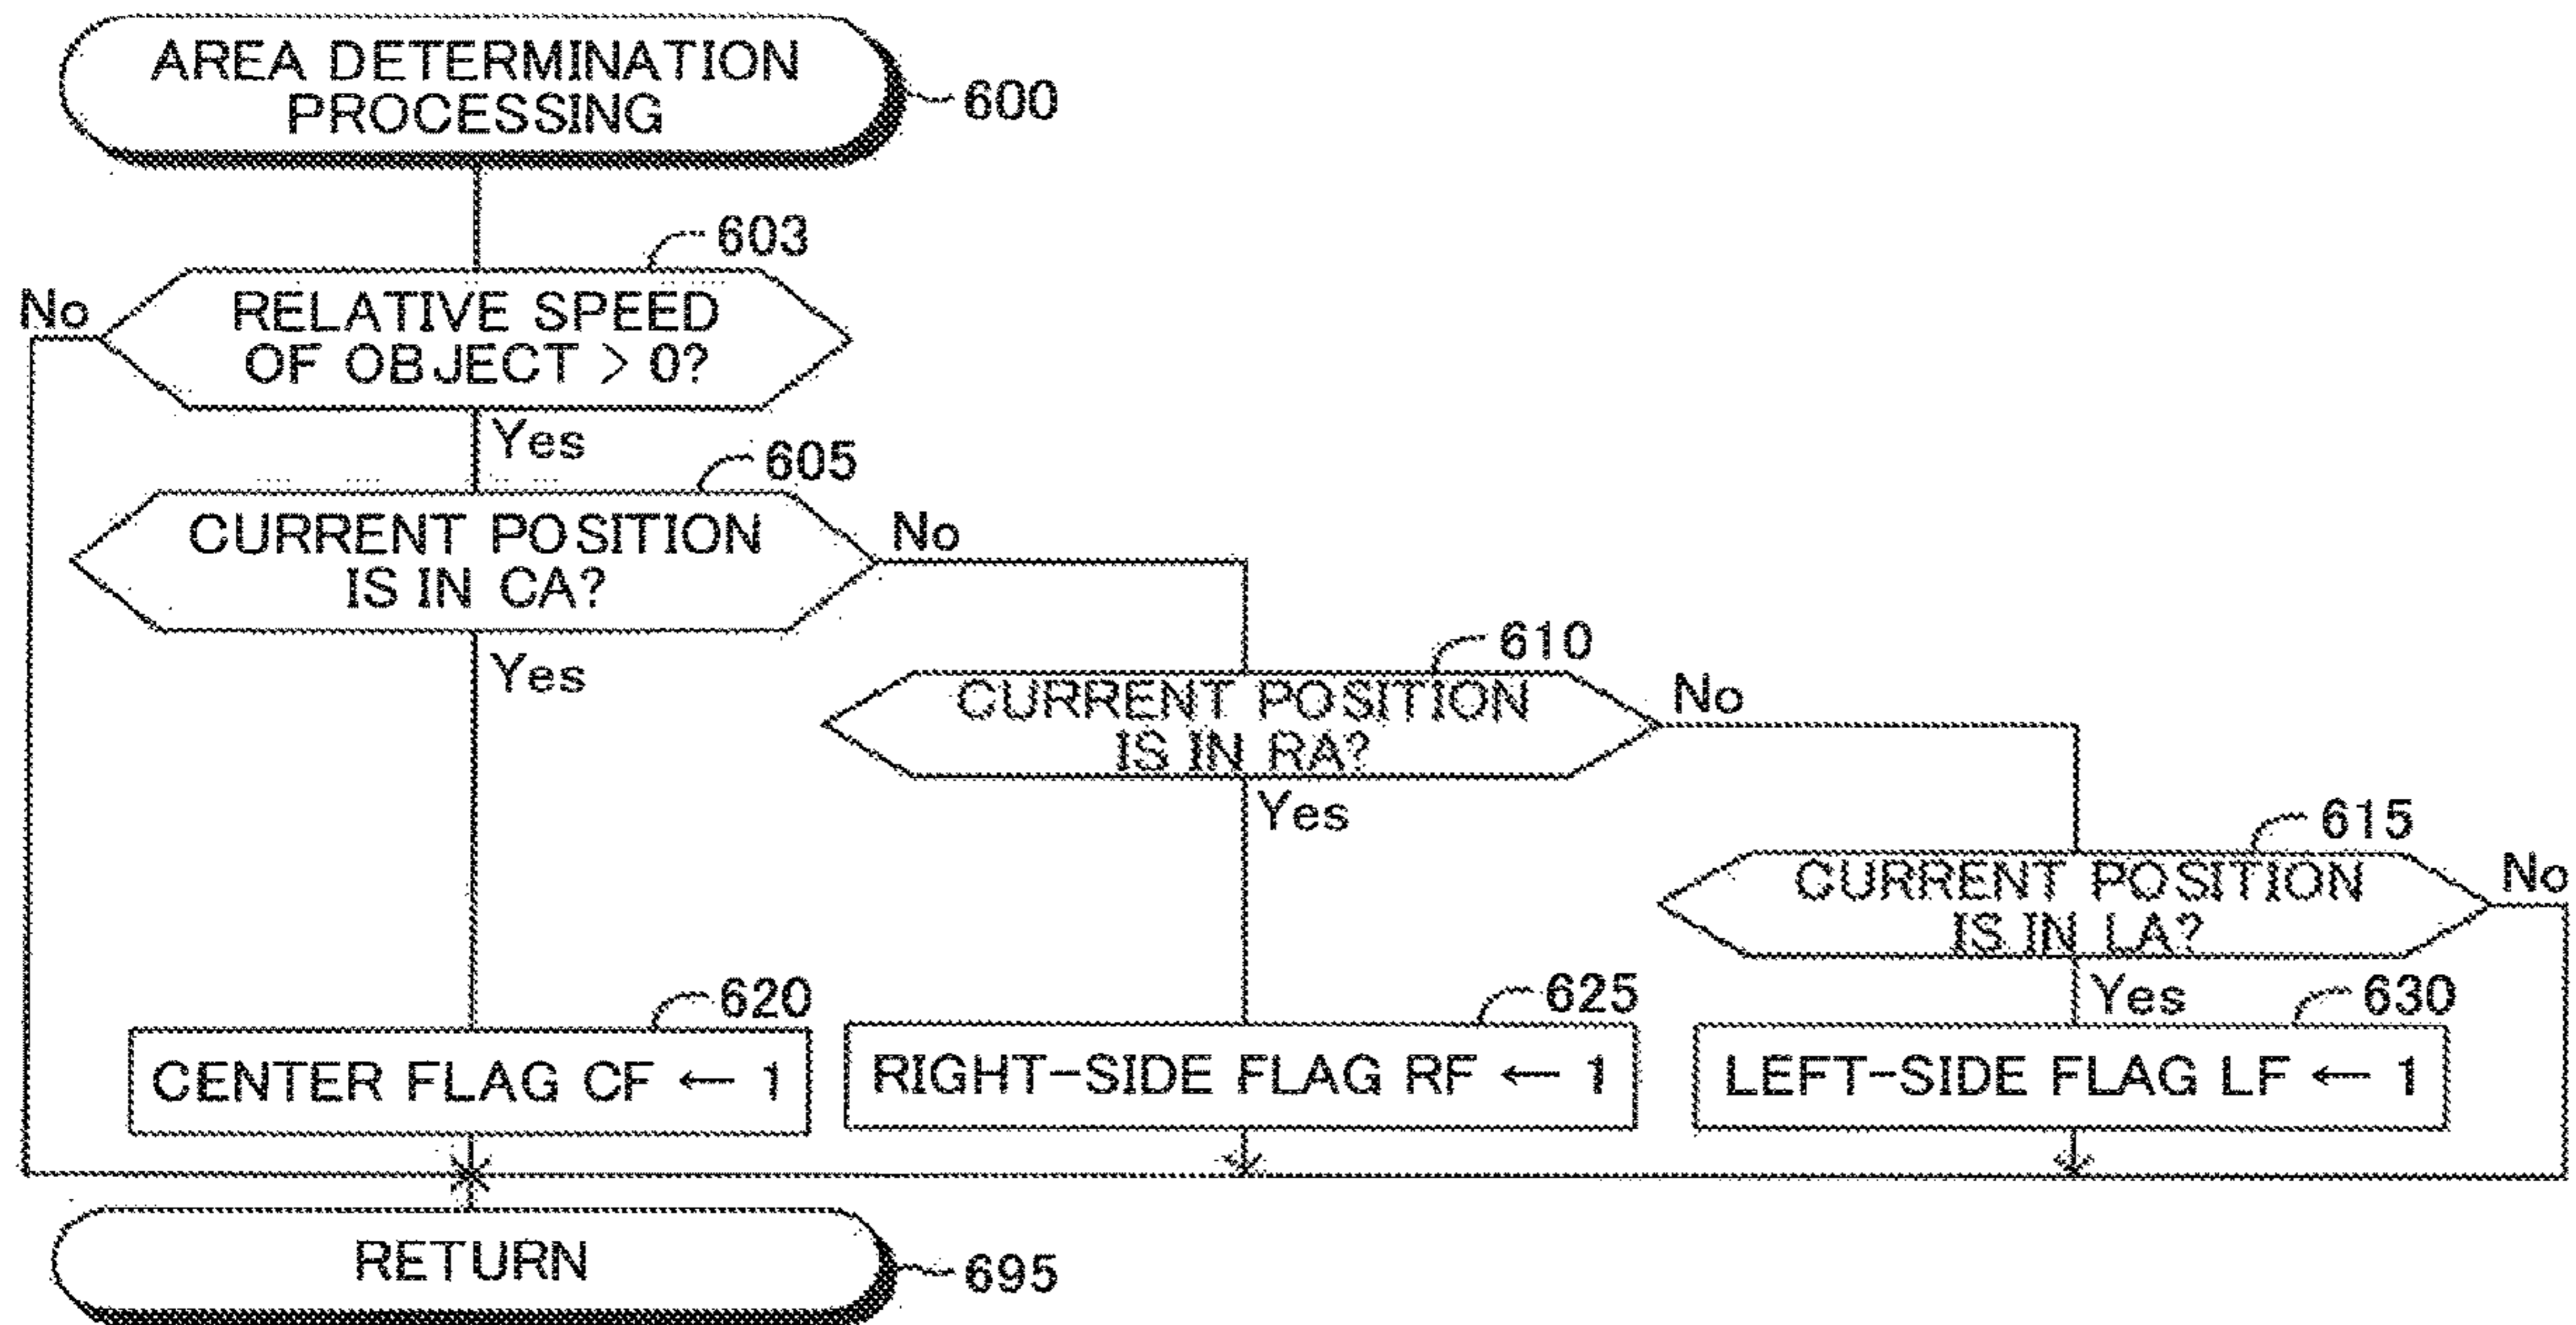 AREA DETERMINATION
PROCESSING
600
603
No
RELATIVE SPEED
OF OBJECT > 0?
Yes
605
CURRENT POSITION
IS IN CA?
No
Yes
610
CURRENT POSITION
IS IN RA?
No
Yes
615
CURRENT POSITION
IS IN LA?
No
Yes
620
CENTER FLAG CF ← 1
625
RIGHT-SIDE FLAG RF ← 1
630
LEFT-SIDE FLAG LF ← 1
RETURN
695